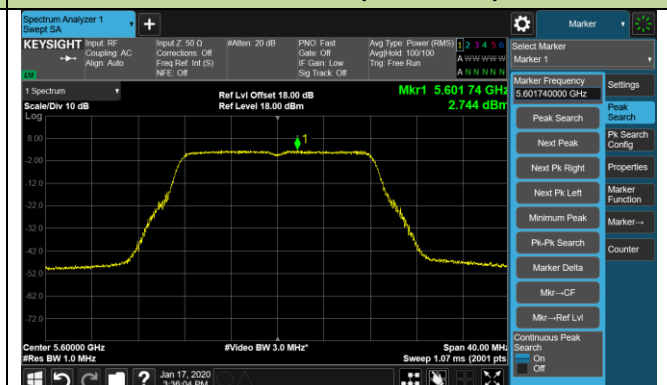 Spectrum Analyzer 1
Swept SA
+
Marker
KEYSIGHT
Input: RF
Coupling: AC
Align: Auto
Input Z: 50 Ω
Corrections: Off
Freq Ref: Int (S)
NFE: Off
#Atten: 20 dB
PNO: Fast
Gate: Off
IF Gain: Low
Sig Track: Off
Avg Type: Power (RMS)
Avg|Hold: 100/100
Trig: Free Run
1 2 3 4 5 6
A W W W W W
A N N N N N
Select Marker
Marker 1
1 Spectrum
Scale/Div 10 dB
Log
Ref Lvl Offset 18.00 dB
Ref Level 18.00 dBm
Mkr1 5.601 74 GHz
2.744 dBm
8.00
-2.00
-12.0
-22.0
-32.0
-42.0
-52.0
-62.0
-72.0
1
Center 5.60000 GHz
#Res BW 1.0 MHz
#Video BW 3.0 MHz*
Span 40.00 MHz
Sweep 1.07 ms (2001 pts)
Marker Frequency
5.601740000 GHz
Peak Search
Next Peak
Next Pk Right
Next Pk Left
Minimum Peak
Pk-Pk Search
Marker Delta
Mkr→CF
Mkr→Ref Lvl
Continuous Peak
Search
On
Off
Settings
Peak
Search
Pk Search
Config
Properties
Marker
Function
Marker→
Counter
?
Jan 17, 2020
3:36:04 PM